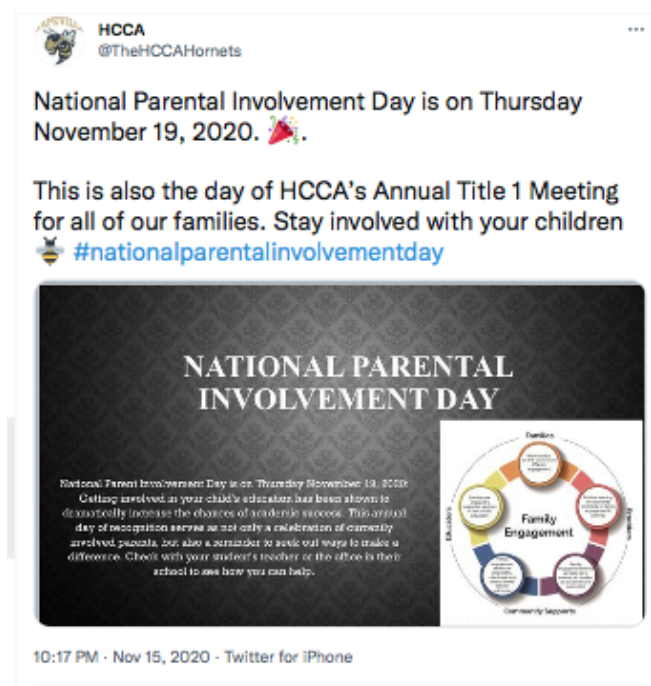 HCCA
@TheHCCAHornets
National Parental Involvement Day is on Thursday
November 19, 2020. 🎉.
This is also the day of HCCA's Annual Title 1 Meeting
for all of our families. Stay involved with your children
🐝 #nationalparentalinvolvementday
NATIONAL PARENTAL
INVOLVEMENT DAY
National Parent Involvement Day is on Thursday November 19, 2020:
Getting involved in your child's education has been shown to
dramatically increase the chances of academic success. This annual
day of recognition serves as not only a celebration of currently
involved parents, but also a reminder to seek out ways to make a
difference. Check with your student's teacher or the office in their
school to see how you can help.
Families
Educators
Family
Engagement
Community Supports
10:17 PM · Nov 15, 2020 · Twitter for iPhone